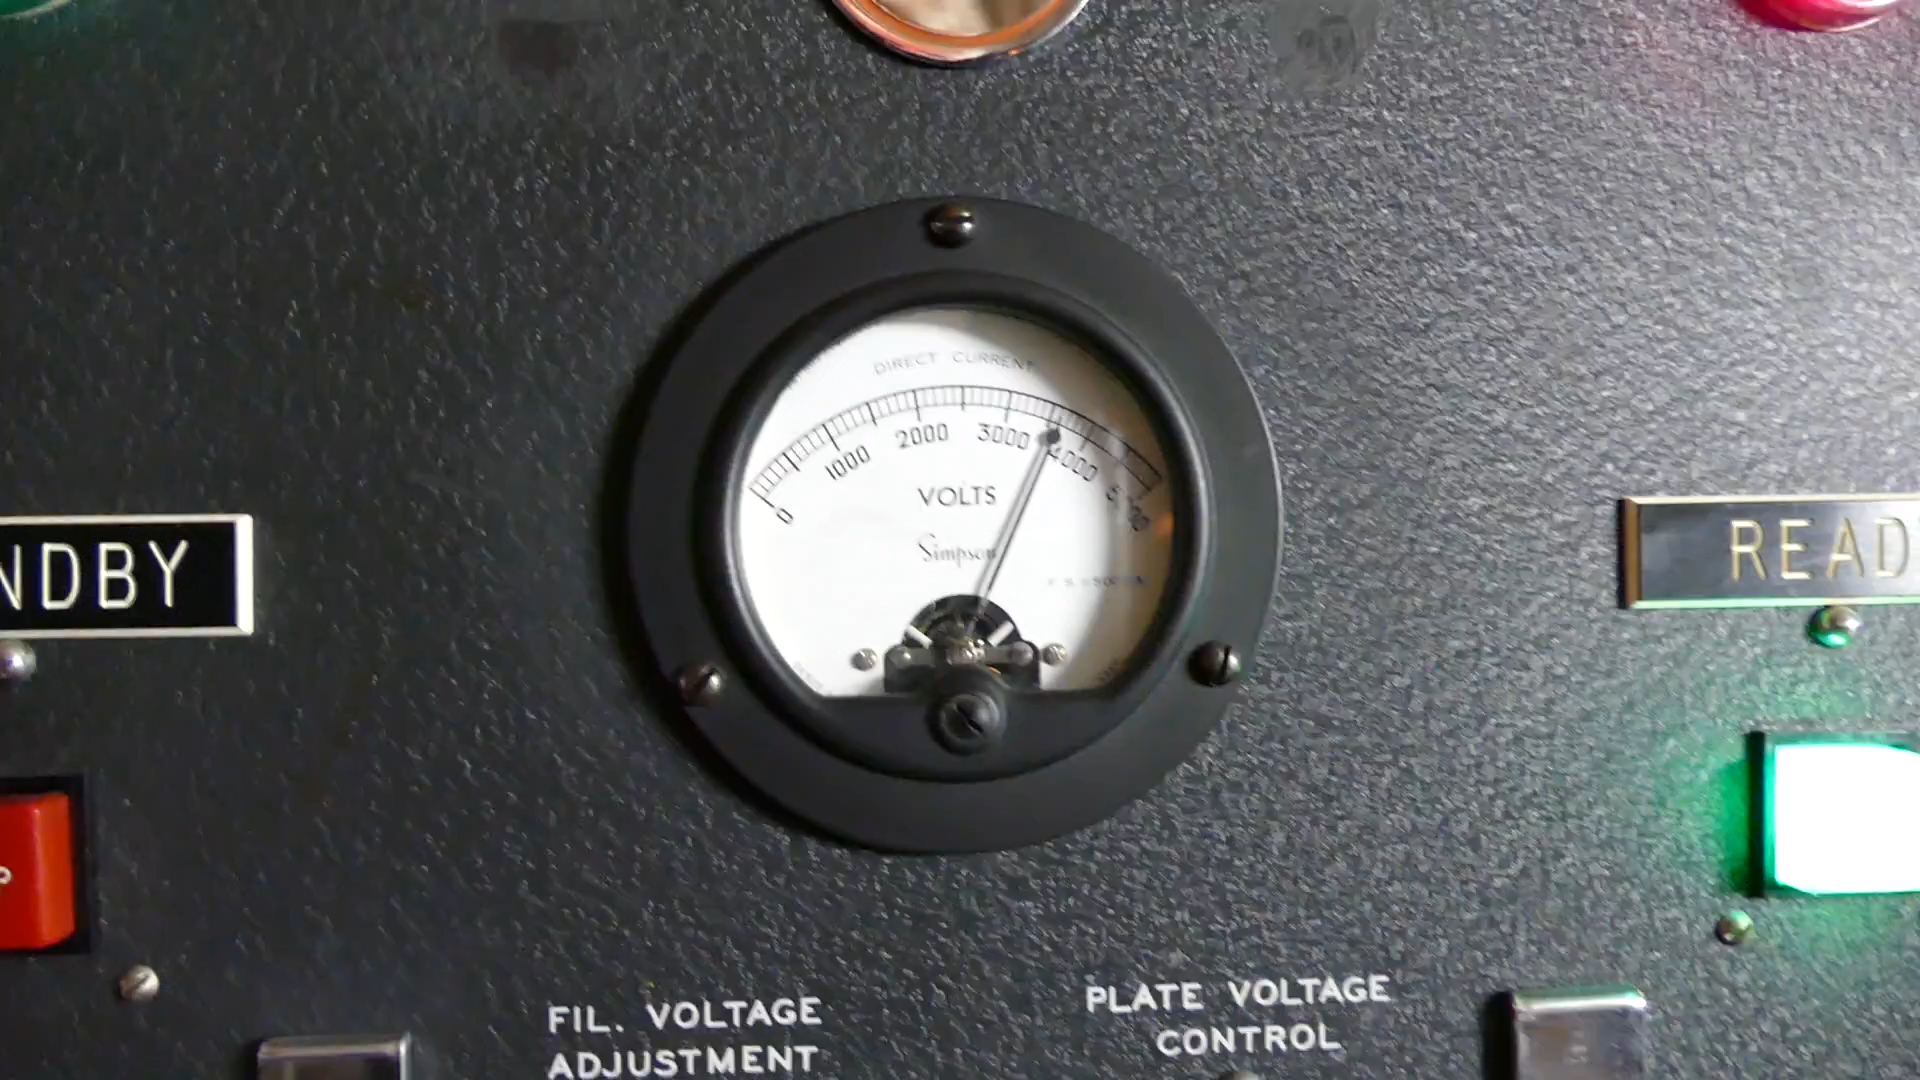 DIRECT CURRENT
0 1000 2000 3000 4000
VOLTS
Simpson
NDBY
READ
FIL. VOLTAGE
ADJUSTMENT
PLATE VOLTAGE
CONTROL